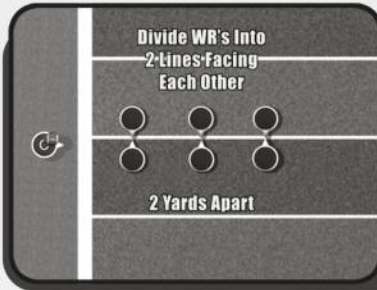 Divide WR's Into
2 Lines Facing
Each Other
2 Yards Apart